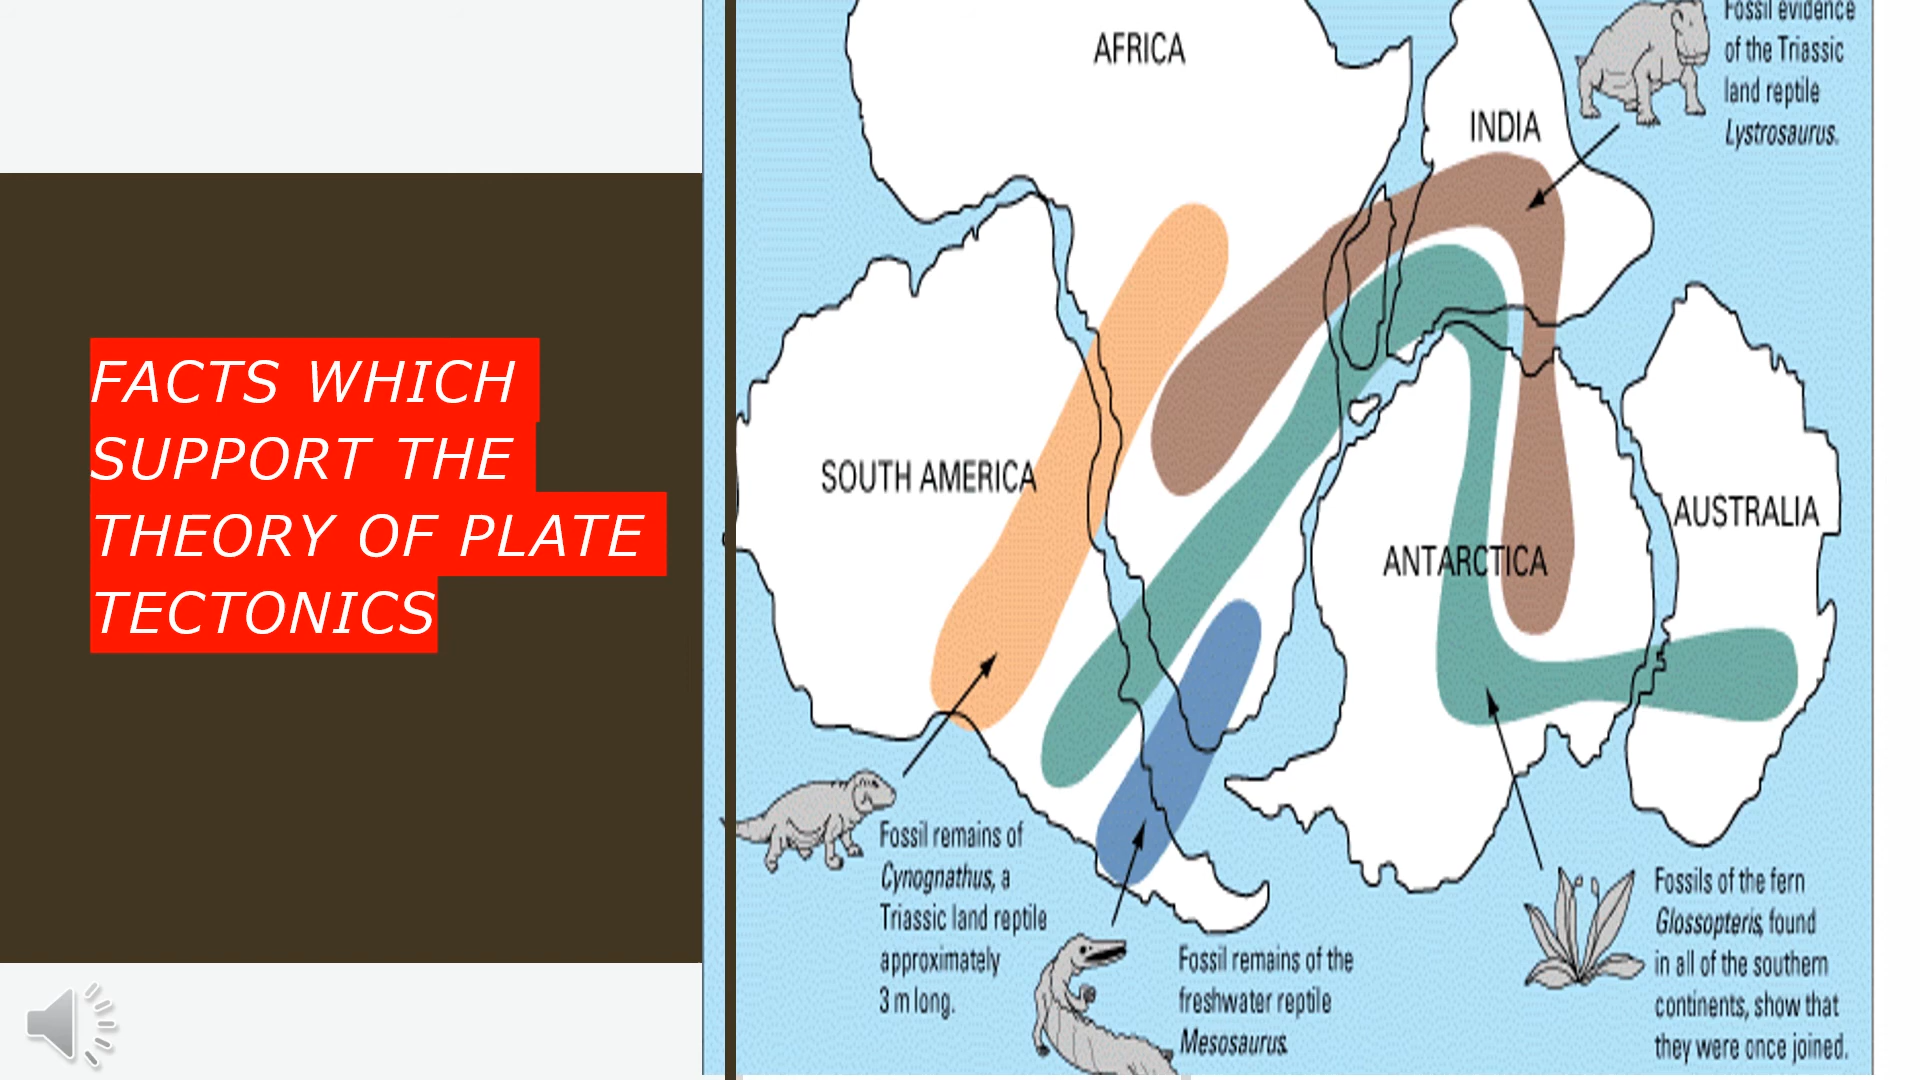 FACTS WHICH
SUPPORT THE
THEORY OF PLATE
TECTONICS
AFRICA
INDIA
Fossil evidence
of the Triassic
land reptile
Lystrosaurus.
SOUTH AMERICA
ANTARCTICA
AUSTRALIA
Fossil remains of
Cynognathus, a
Triassic land reptile
approximately
3 m long.
Fossil remains of the
freshwater reptile
Mesosaurus.
Fossils of the fern
Glossopteris, found
in all of the southern
continents, show that
they were once joined.